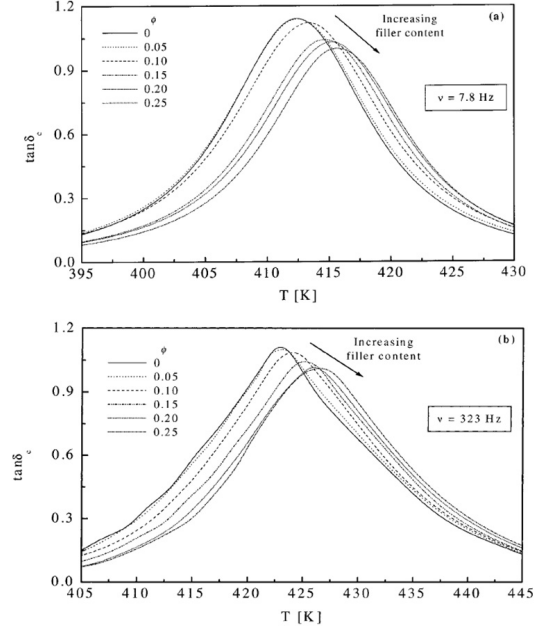 1.2
0.9
0.6
0.3
0.0
tanδc
ϕ
0
0.05
0.10
0.15
0.20
0.25
Increasing
filler content
(a)
ν = 7.8 Hz
395 400 405 410 415 420 425 430
T [K]
1.2
0.9
0.6
0.3
0.0
tanδc
ϕ
0
0.05
0.10
0.15
0.20
0.25
Increasing
filler content
(b)
ν = 323 Hz
405 410 415 420 425 430 435 440 445
T [K]